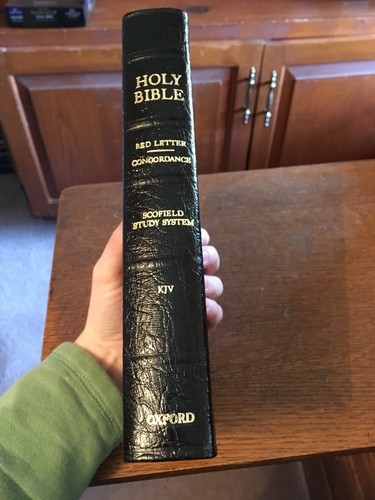 HOLY
BIBLE
RED LETTER
CONCORDANCE
SCOFIELD
STUDY SYSTEM
KJV
OXFORD